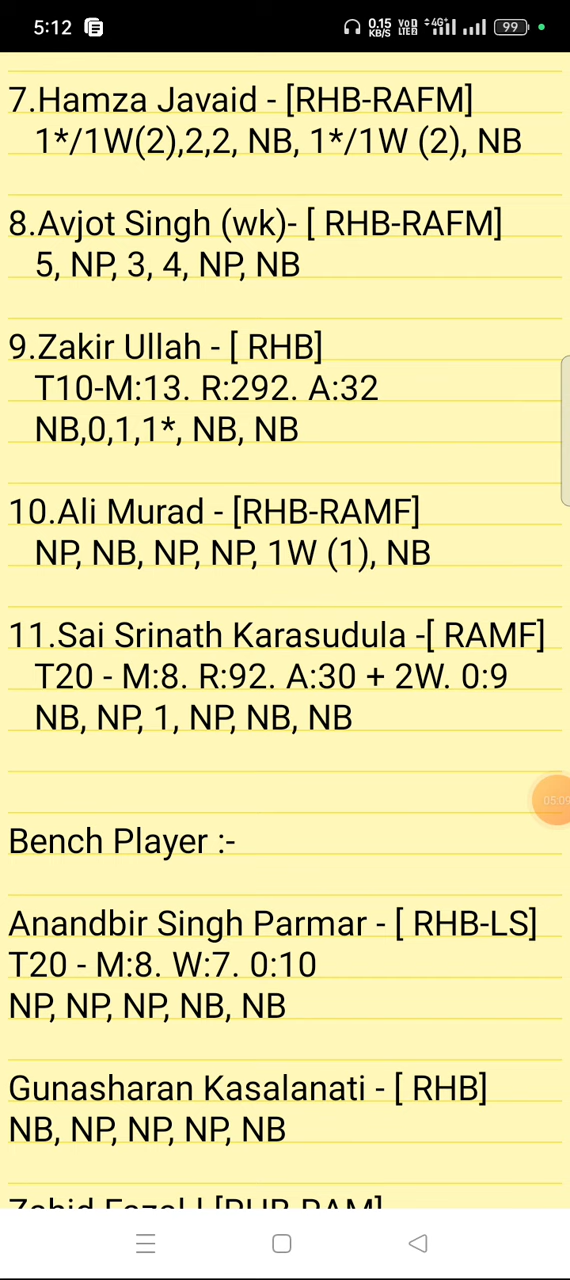 5:12 0.15 KB/S VoD LTE2 4G+ 99
7.Hamza Javaid - [RHB-RAFM]
1*/1W(2),2,2, NB, 1*/1W (2), NB
8.Avjot Singh (wk)- [ RHB-RAFM]
5, NP, 3, 4, NP, NB
9.Zakir Ullah - [ RHB]
T10-M:13. R:292. A:32
NB,0,1,1*, NB, NB
10.Ali Murad - [RHB-RAMF]
NP, NB, NP, NP, 1W (1), NB
11.Sai Srinath Karasudula -[ RAMF]
T20 - M:8. R:92. A:30 + 2W. 0:9
NB, NP, 1, NP, NB, NB
05:09
Bench Player :-
Anandbir Singh Parmar - [ RHB-LS]
T20 - M:8. W:7. 0:10
NP, NP, NP, NB, NB
Gunasharan Kasalanati - [ RHB]
NB, NP, NP, NP, NB